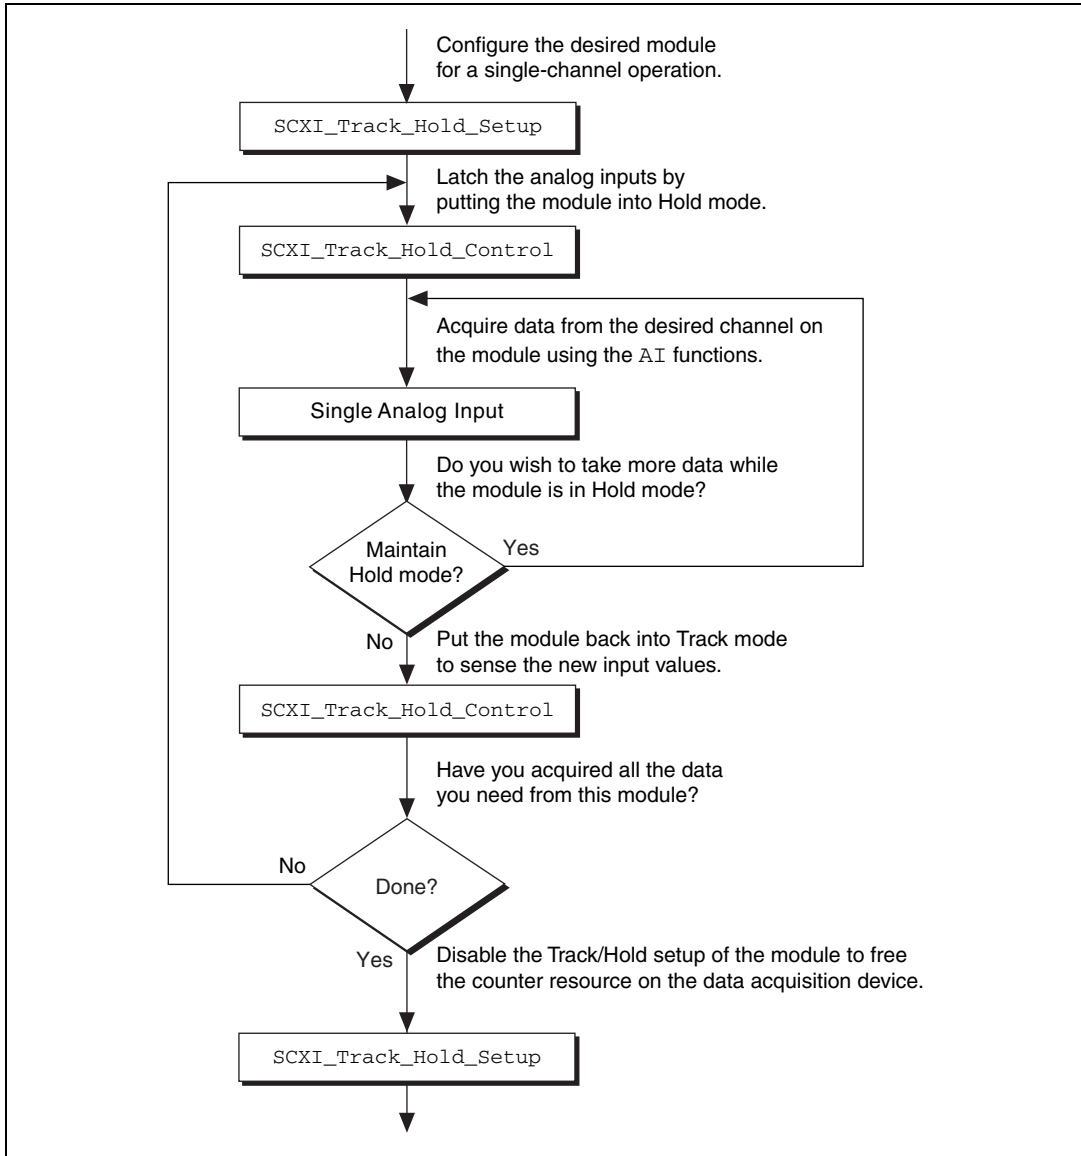 Configure the desired module
for a single-channel operation.
SCXI_Track_Hold_Setup
Latch the analog inputs by
putting the module into Hold mode.
SCXI_Track_Hold_Control
Acquire data from the desired channel on
the module using the AI functions.
Single Analog Input
Do you wish to take more data while
the module is in Hold mode?
Maintain
Hold mode?
Yes
No
Put the module back into Track mode
to sense the new input values.
SCXI_Track_Hold_Control
Have you acquired all the data
you need from this module?
No
Done?
Yes
Disable the Track/Hold setup of the module to free
the counter resource on the data acquisition device.
SCXI_Track_Hold_Setup